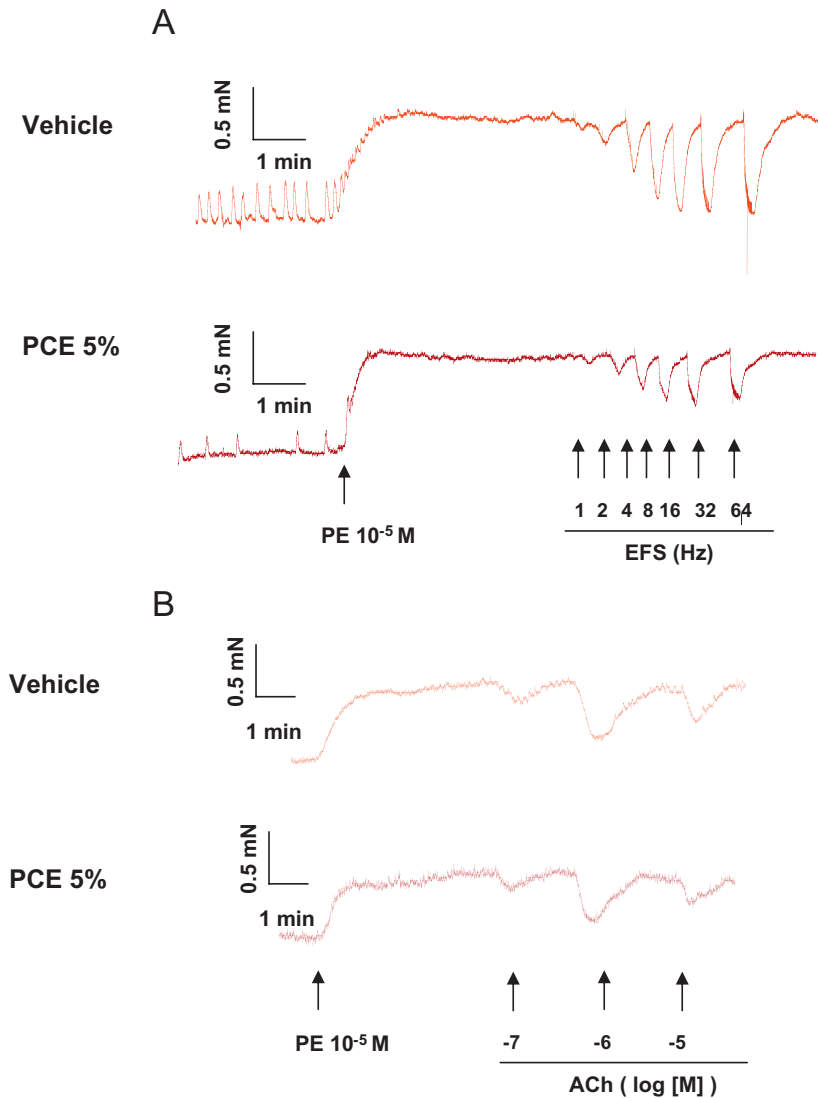 A
Vehicle
0.5 mN
1 min
PCE 5%
0.5 mN
1 min
PE 10⁻⁵ M
1 2 4 8 16 32 64
EFS (Hz)
B
Vehicle
0.5 mN
1 min
PCE 5%
0.5 mN
1 min
PE 10⁻⁵ M
-7 -6 -5
ACh ( log [M] )